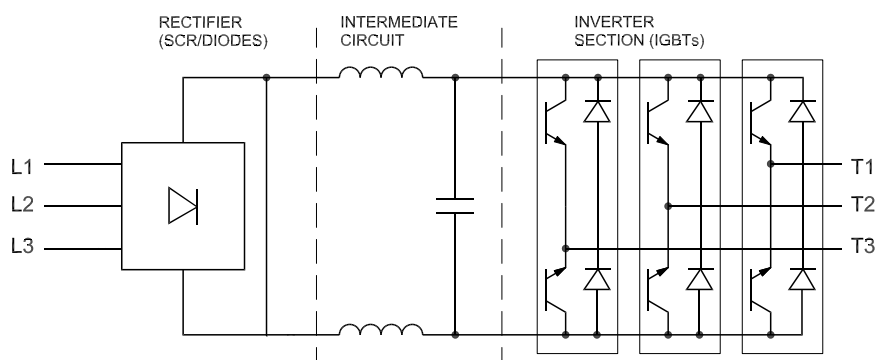 RECTIFIER
(SCR/DIODES)
INTERMEDIATE
CIRCUIT
INVERTER
SECTION (IGBTs)
L1
L2
L3
T1
T2
T3